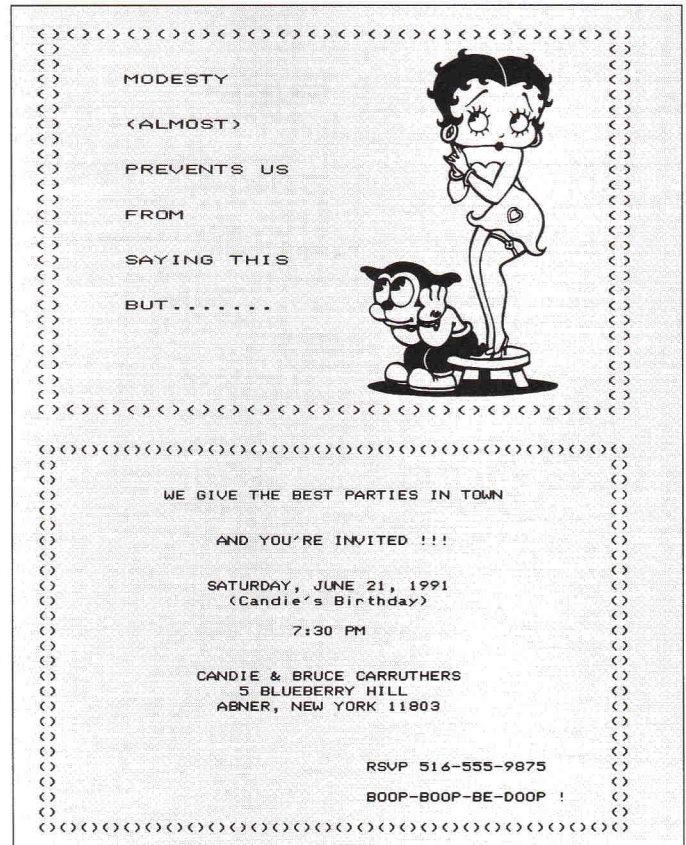 MODESTY
(ALMOST)
PREVENTS US
FROM
SAYING THIS
BUT.......
WE GIVE THE BEST PARTIES IN TOWN
AND YOU'RE INVITED !!!
SATURDAY, JUNE 21, 1991
(Candie's Birthday)
7:30 PM
CANDIE & BRUCE CARRUTHERS
5 BLUEBERRY HILL
ABNER, NEW YORK 11803
RSVP 516-555-9875
BOOP-BOOP-BE-DOOP !